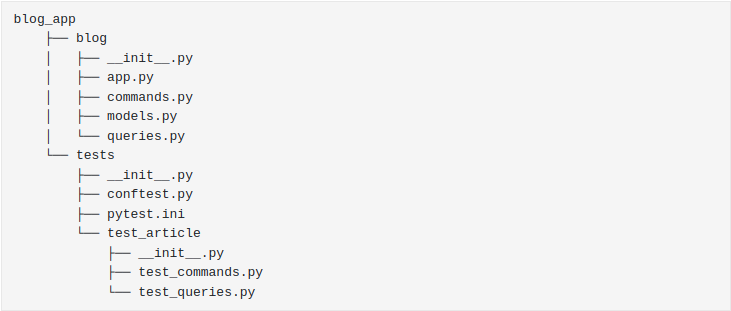 blog_app
    ├── blog
    │   ├── __init__.py
    │   ├── app.py
    │   ├── commands.py
    │   ├── models.py
    │   └── queries.py
    └── tests
        ├── __init__.py
        ├── conftest.py
        ├── pytest.ini
        └── test_article
            ├── __init__.py
            ├── test_commands.py
            └── test_queries.py